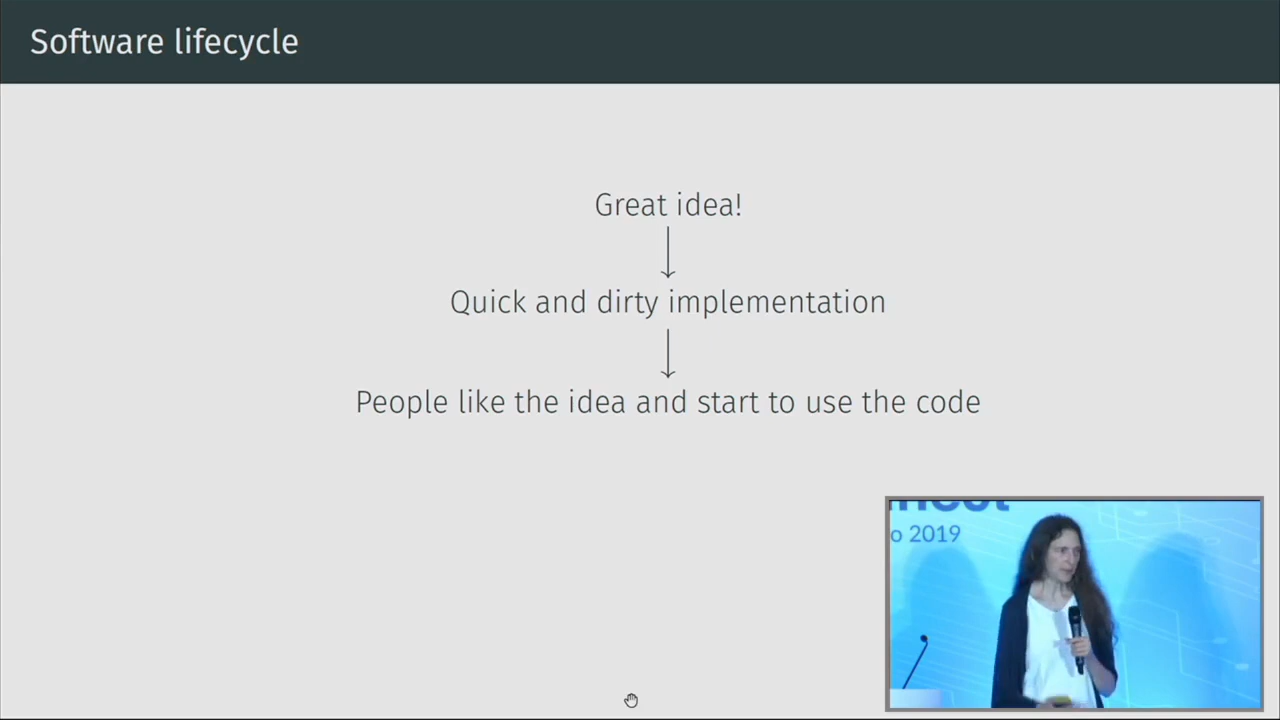 Software lifecycle
Great idea!
Quick and dirty implementation
People like the idea and start to use the code
o 2019